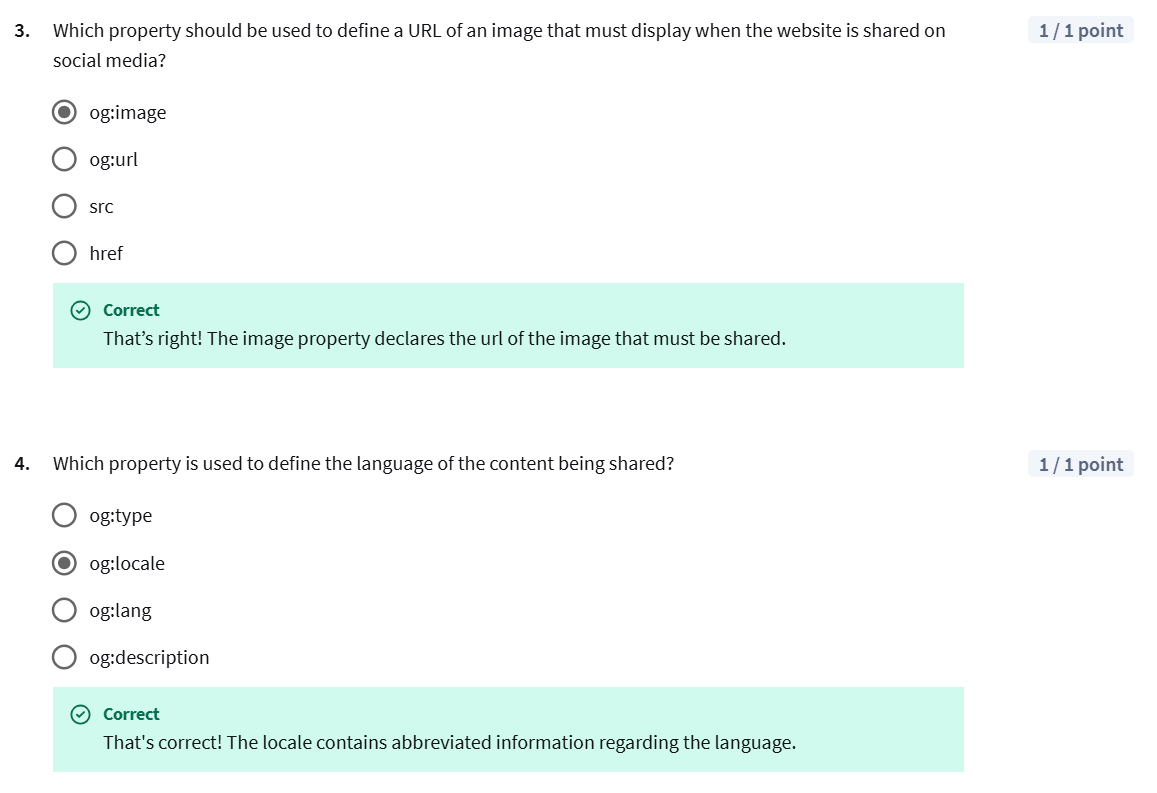 3. Which property should be used to define a URL of an image that must display when the website is shared on
social media?
1 / 1 point
og:image
og:url
src
href
Correct
That’s right! The image property declares the url of the image that must be shared.
4. Which property is used to define the language of the content being shared?
1 / 1 point
og:type
og:locale
og:lang
og:description
Correct
That's correct! The locale contains abbreviated information regarding the language.